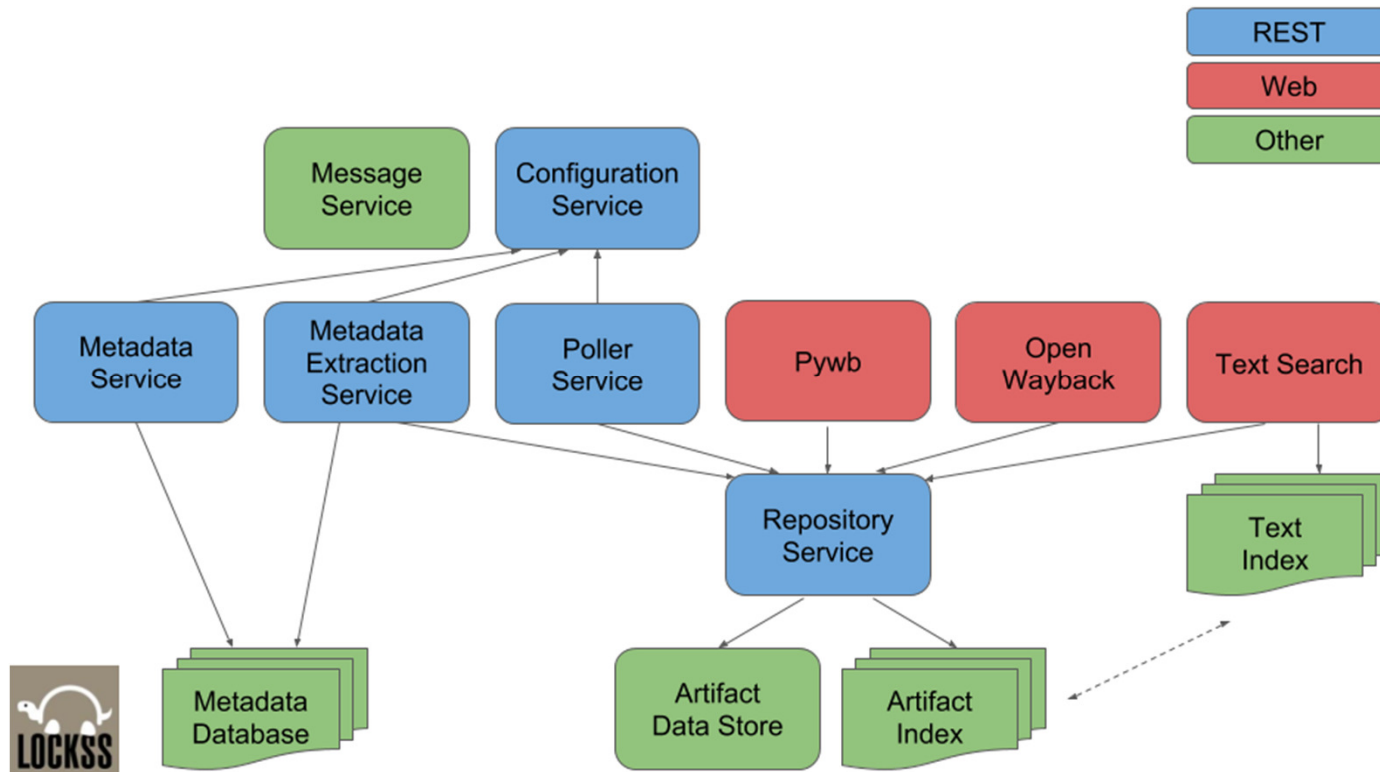 REST
Web
Other
Message
Service
Configuration
Service
Metadata
Service
Metadata
Extraction
Service
Poller
Service
Pywb
Open
Wayback
Text Search
Repository
Service
Text
Index
Metadata
Database
Artifact
Data Store
Artifact
Index
LOCKSS